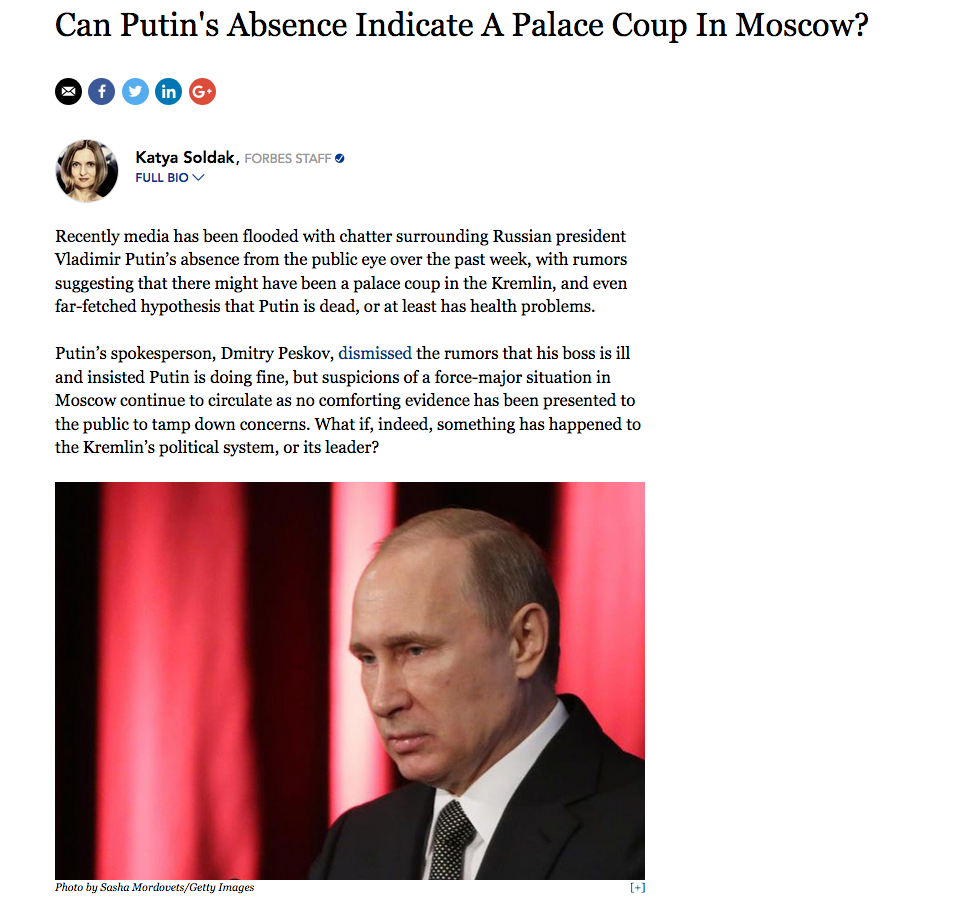 Can Putin's Absence Indicate A Palace Coup In Moscow?
f
in
G+
Katya Soldak, FORBES STAFF
FULL BIO
Recently media has been flooded with chatter surrounding Russian president
Vladimir Putin’s absence from the public eye over the past week, with rumors
suggesting that there might have been a palace coup in the Kremlin, and even
far-fetched hypothesis that Putin is dead, or at least has health problems.
Putin’s spokesperson, Dmitry Peskov, dismissed the rumors that his boss is ill
and insisted Putin is doing fine, but suspicions of a force-major situation in
Moscow continue to circulate as no comforting evidence has been presented to
the public to tamp down concerns. What if, indeed, something has happened to
the Kremlin’s political system, or its leader?
Photo by Sasha Mordovets/Getty Images [+]